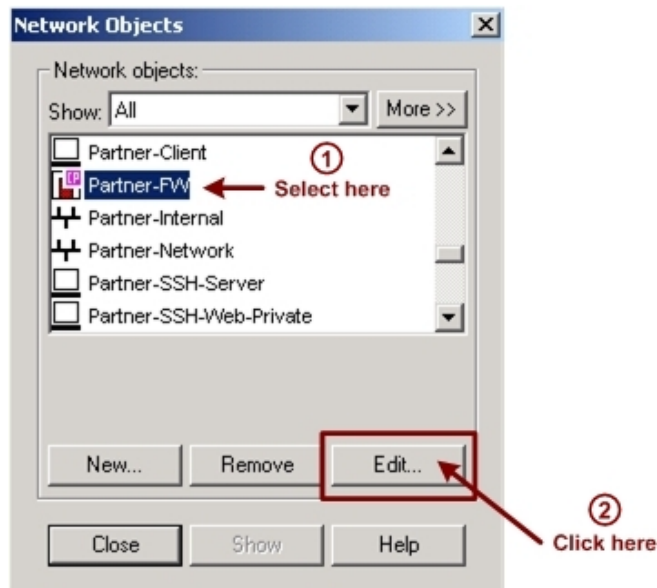 Network Objects
Network objects:
Show: All
More >>
Partner-Client
①
CP
Partner-FW
Select here
Partner-Internal
Partner-Network
Partner-SSH-Server
Partner-SSH-Web-Private
New...
Remove
Edit...
②
Close
Show
Help
Click here